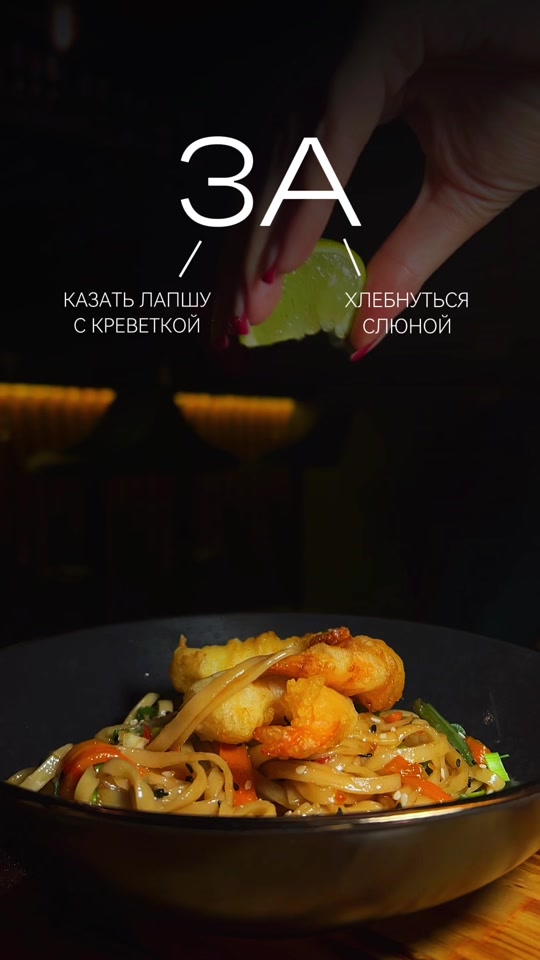 ЗА
КАЗАТЬ ЛАПШУ
С КРЕВЕТКОЙ
ХЛЕБНУТЬСЯ
СЛЮНОЙ